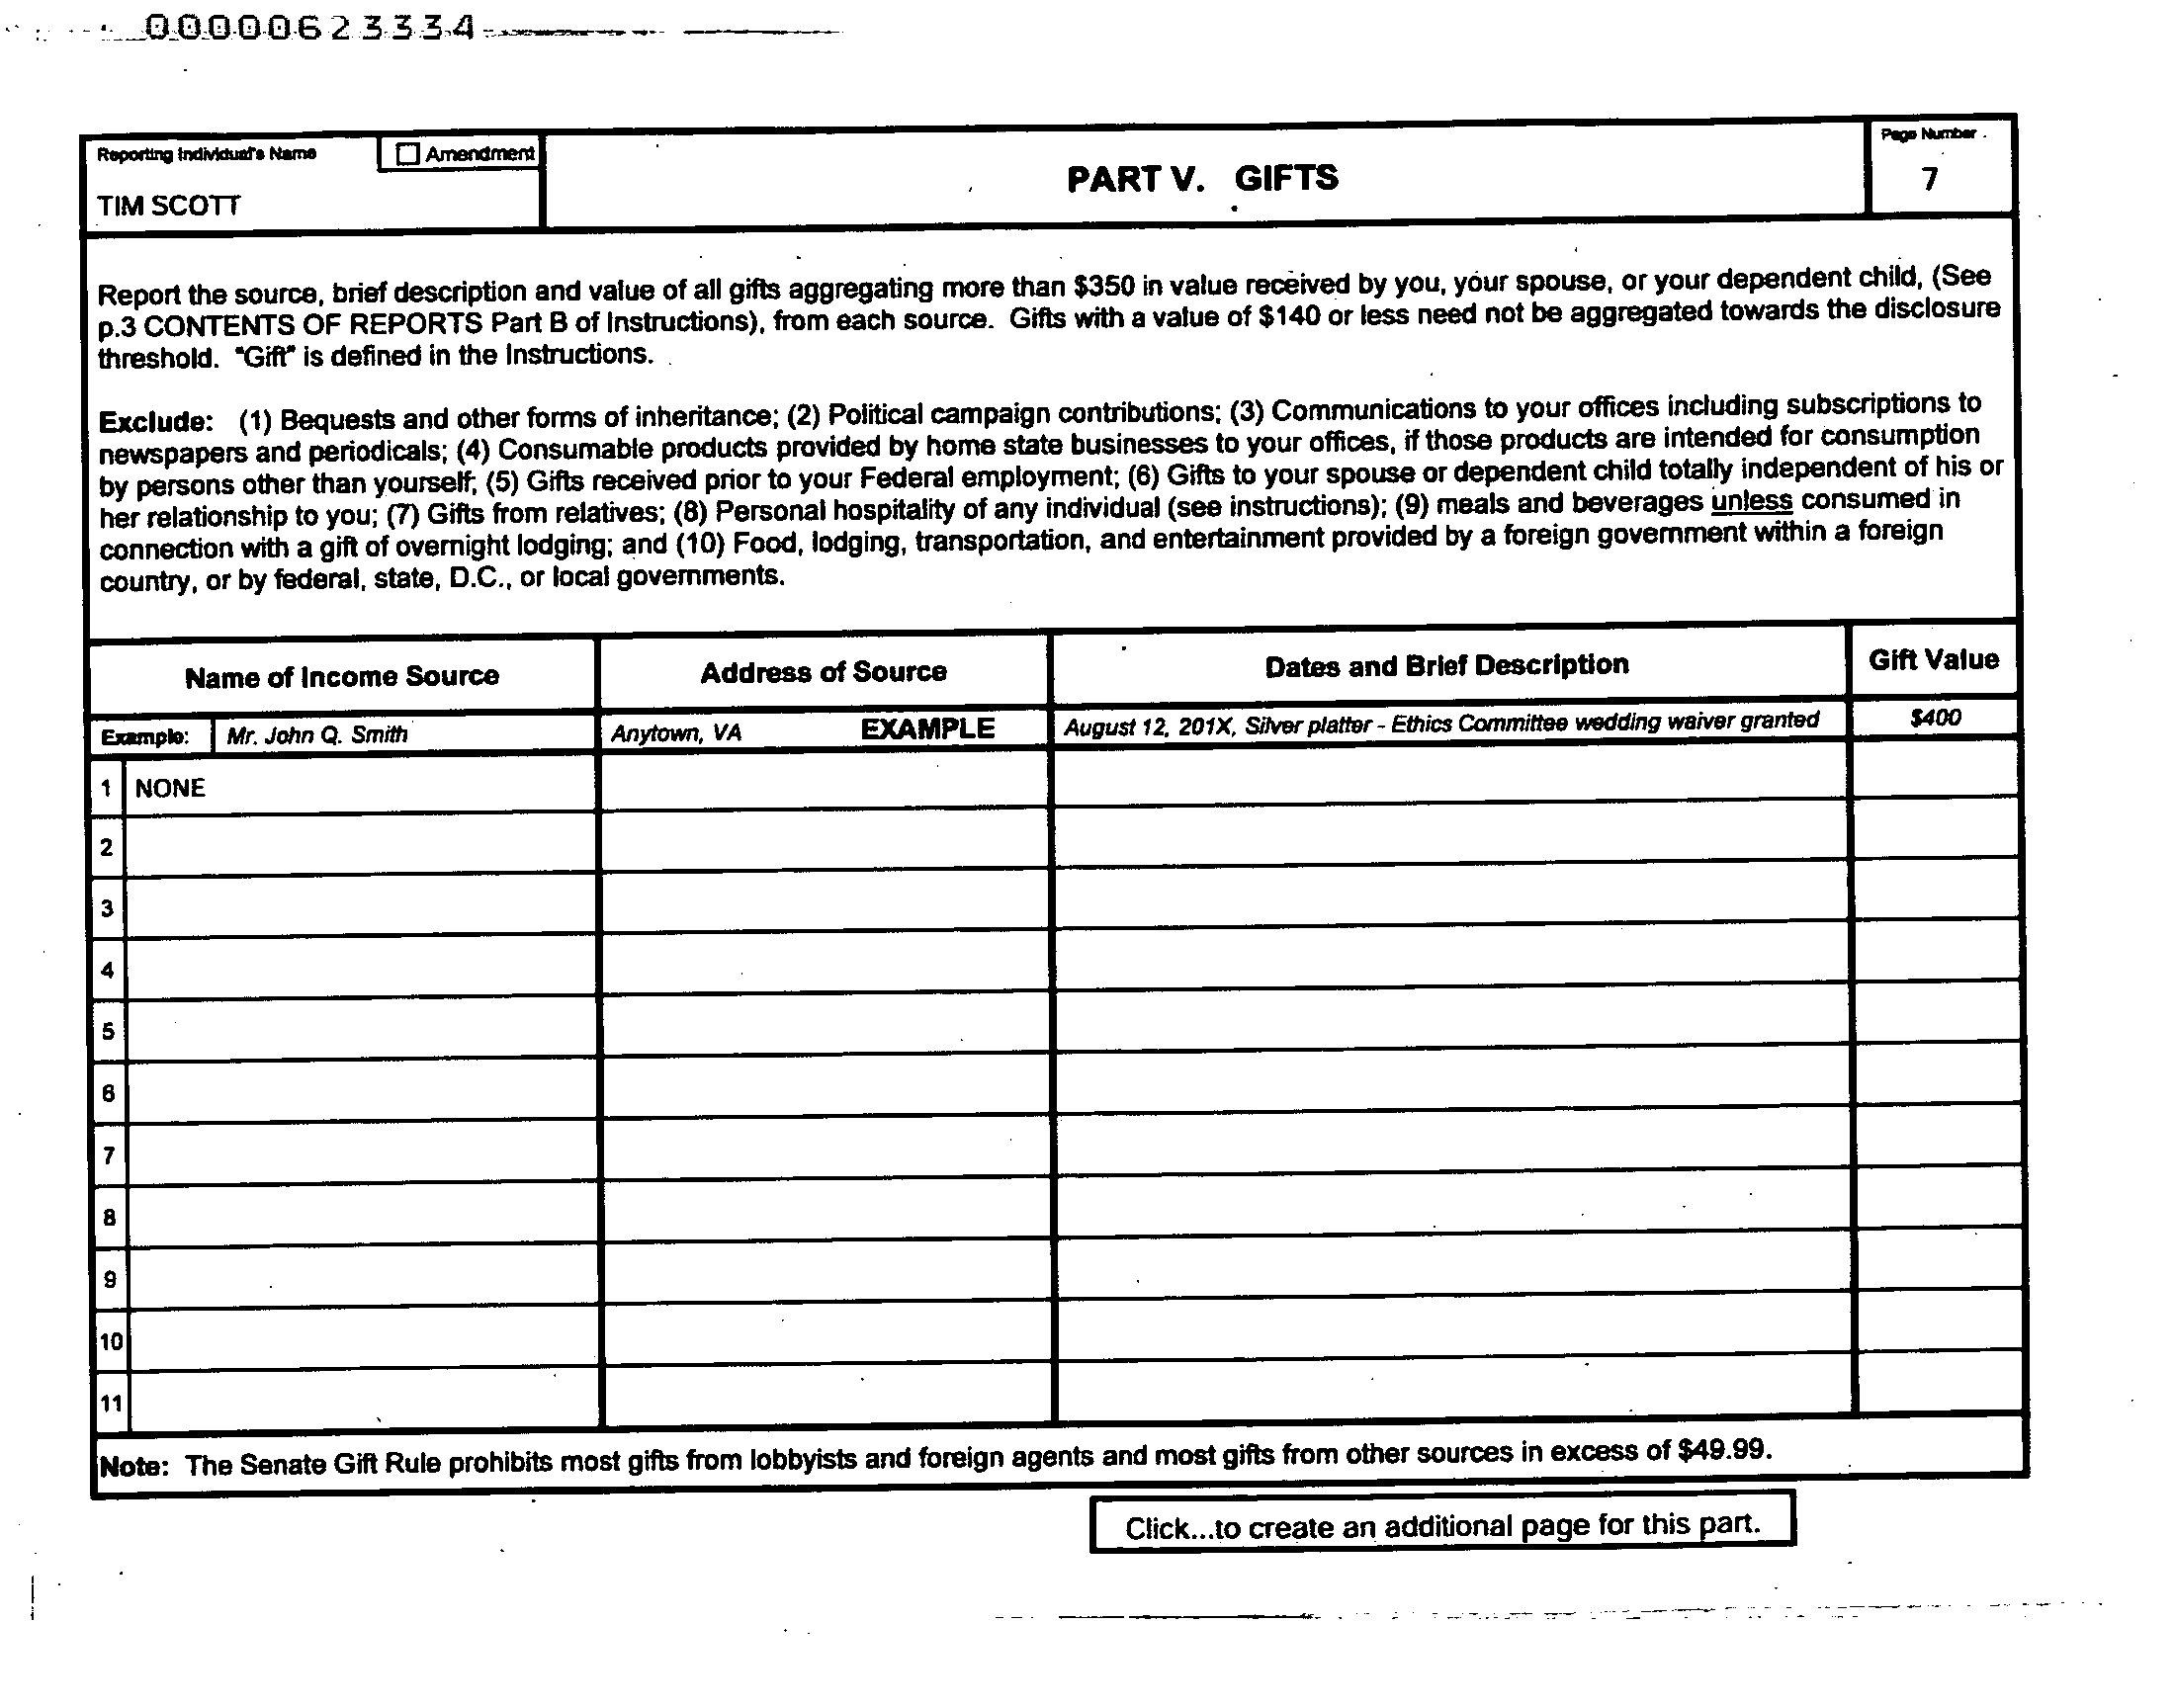 00000623334
Reporting Individual's Name
Amendment
TIM SCOTT
PART V. GIFTS
Page Number
7
Report the source, brief description and value of all gifts aggregating more than $350 in value received by you, your spouse, or your dependent child, (See
p.3 CONTENTS OF REPORTS Part B of Instructions), from each source. Gifts with a value of $140 or less need not be aggregated towards the disclosure
threshold. "Gift" is defined in the Instructions.
Exclude: (1) Bequests and other forms of inheritance; (2) Political campaign contributions; (3) Communications to your offices including subscriptions to
newspapers and periodicals; (4) Consumable products provided by home state businesses to your offices, if those products are intended for consumption
by persons other than yourself; (5) Gifts received prior to your Federal employment; (6) Gifts to your spouse or dependent child totally independent of his or
her relationship to you; (7) Gifts from relatives; (8) Personal hospitality of any individual (see instructions); (9) meals and beverages unless consumed in
connection with a gift of overnight lodging; and (10) Food, lodging, transportation, and entertainment provided by a foreign government within a foreign
country, or by federal, state, D.C., or local governments.
Name of Income Source
Address of Source
Dates and Brief Description
Gift Value
Example: Mr. John Q. Smith
Anytown, VA EXAMPLE
August 12, 201X, Silver platter - Ethics Committee wedding waiver granted
$400
1 NONE
2
3
4
5
6
7
8
9
10
11
Note: The Senate Gift Rule prohibits most gifts from lobbyists and foreign agents and most gifts from other sources in excess of $49.99.
Click...to create an additional page for this part.